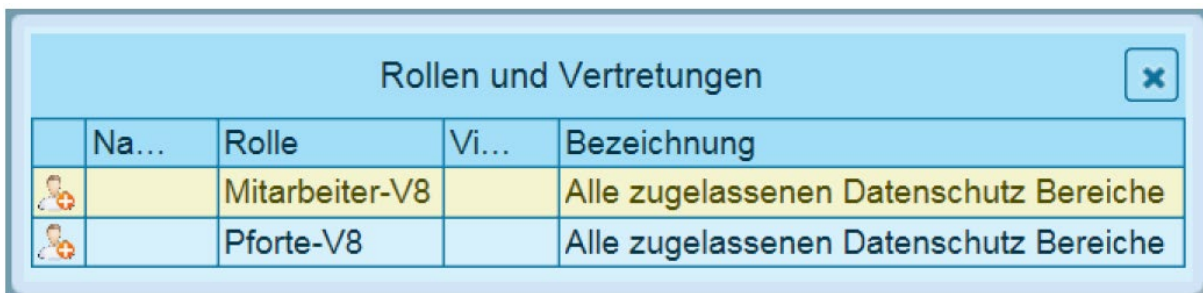 Rollen und Vertretungen
Na... Rolle Vi... Bezeichnung
Mitarbeiter-V8 Alle zugelassenen Datenschutz Bereiche
Pforte-V8 Alle zugelassenen Datenschutz Bereiche